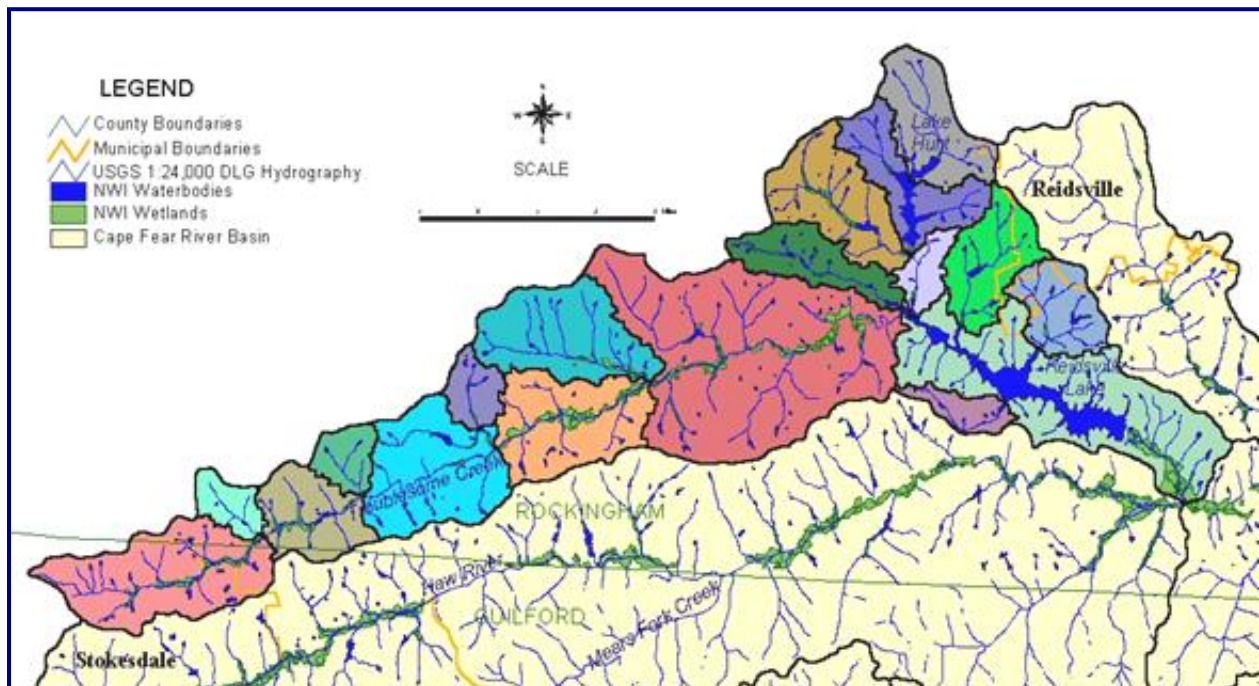 LEGEND
County Boundaries
Municipal Boundaries
USGS 1:24,000 DLG Hydrography
NWI Waterbodies
NWI Wetlands
Cape Fear River Basin
N
W E
S
SCALE
Lake
Hunt
Reidsville
Reidsville
Lake
Troublesome Creek
ROCKINGHAM
Haw River
GUILFORD
Mears Fork Creek
Stokesdale